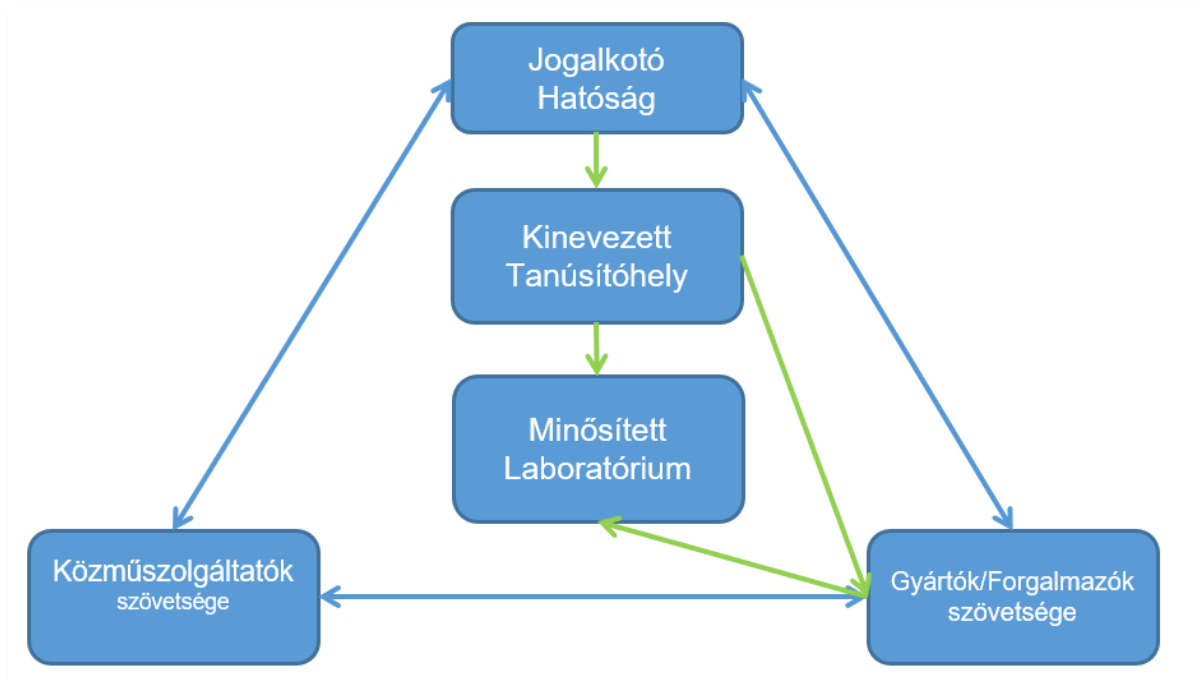 Jogalkotó
Hatóság
Kinevezett
Tanúsítóhely
Minősített
Laboratórium
Közműszolgáltatók
szövetsége
Gyártók/Forgalmazók
szövetsége